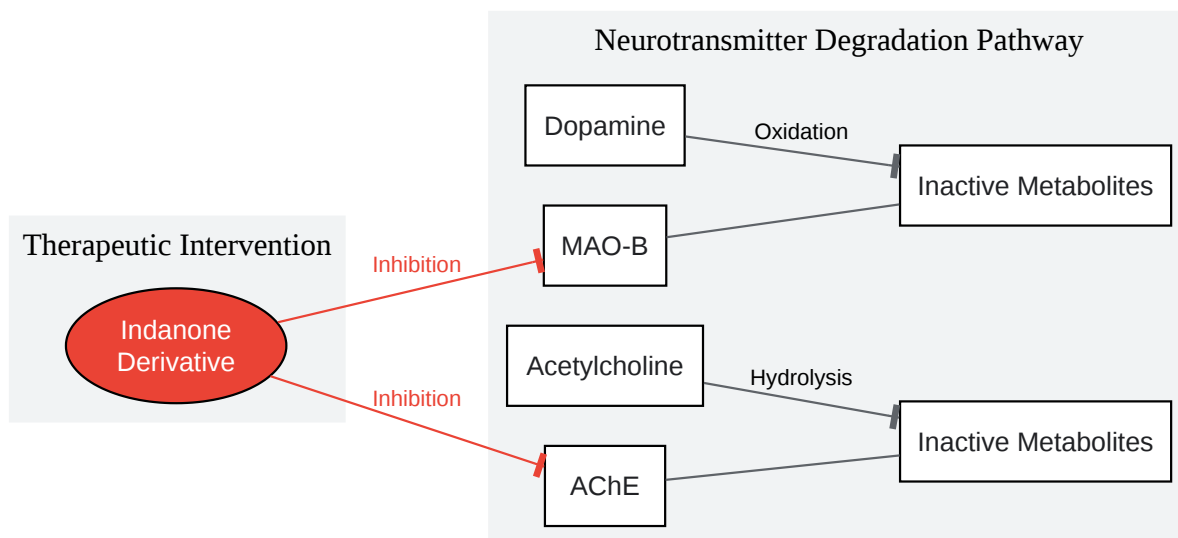 Neurotransmitter Degradation Pathway
Dopamine
Oxidation
Inactive Metabolites
MAO-B
Therapeutic Intervention
Inhibition
Indanone
Derivative
Inhibition
Acetylcholine
Hydrolysis
Inactive Metabolites
AChE